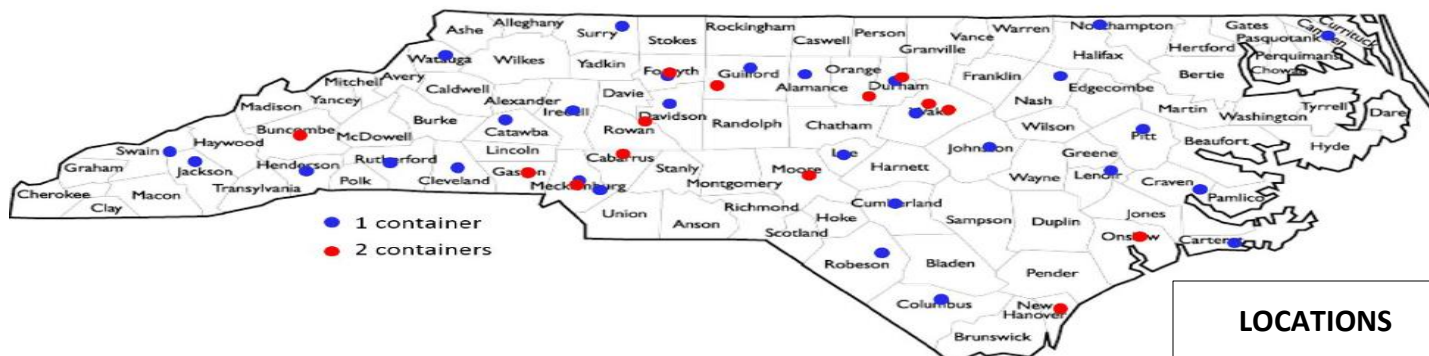 Ashe
Alleghany
Surry
Stokes
Rockingham
Caswell
Person
Vance
Granville
Warren
Northampton
Gates
Currituck
Camden
Pasquotank
Perquimans
Chowan
Hertford
Halifax
Bertie
Watauga
Wilkes
Yadkin
Forsyth
Guilford
Alamance
Orange
Durham
Franklin
Nash
Edgecombe
Martin
Washington
Tyrrell
Dare
Mitchell
Avery
Yancey
Madison
Caldwell
Alexander
Iredell
Davie
Davidson
Randolph
Chatham
Wake
Wilson
Pitt
Beaufort
Hyde
Buncombe
McDowell
Burke
Catawba
Rowan
Swain
Haywood
Graham
Jackson
Henderson
Rutherford
Lincoln
Cleveland
Gaston
Cabarrus
Stanly
Montgomery
Moore
Lee
Harnett
Johnston
Wayne
Greene
Lenoir
Craven
Pamlico
Cherokee
Clay
Macon
Transylvania
Polk
Mecklenburg
Union
Anson
Richmond
Scotland
Hoke
Cumberland
Sampson
Duplin
Jones
Onslow
Carteret
1 container
2 containers
Robeson
Bladen
Pender
Columbus
New
Hanover
Brunswick
LOCATIONS